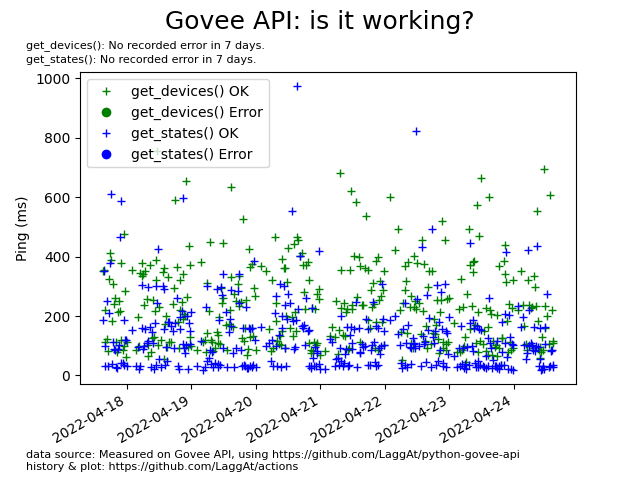 Govee API: is it working?
get_devices(): No recorded error in 7 days.
get_states(): No recorded error in 7 days.
1000
800
600
400
200
0
Ping (ms)
get_devices() OK
get_devices() Error
get_states() OK
get_states() Error
2022-04-18
2022-04-19
2022-04-20
2022-04-21
2022-04-22
2022-04-23
2022-04-24
data source: Measured on Govee API, using https://github.com/LaggAt/python-govee-api
history & plot: https://github.com/LaggAt/actions